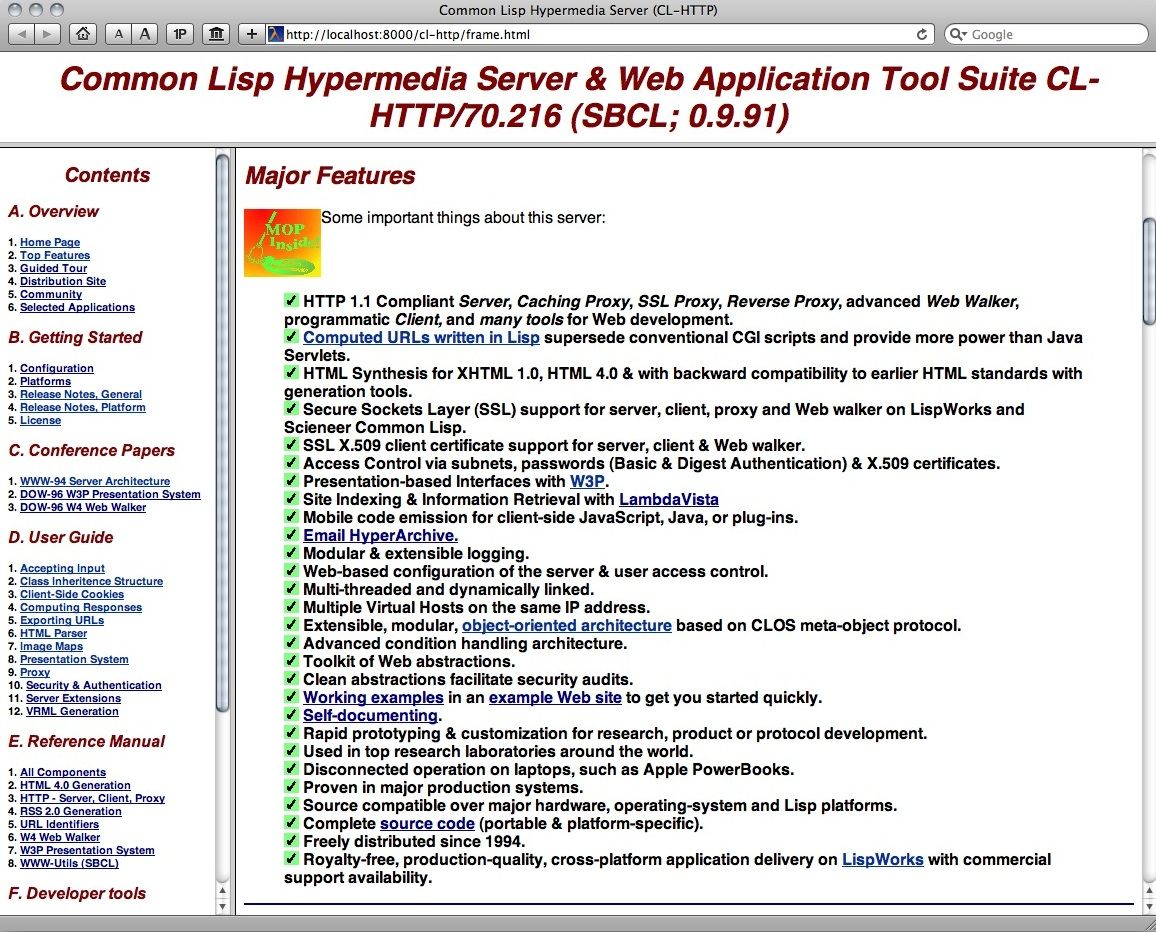 Common Lisp Hypermedia Server (CL-HTTP)
A A 1P + http://localhost:8000/cl-http/frame.html Google
Common Lisp Hypermedia Server & Web Application Tool Suite CL-
HTTP/70.216 (SBCL; 0.9.91)
Contents
A. Overview
1. Home Page
2. Top Features
3. Guided Tour
4. Distribution Site
5. Community
6. Selected Applications
B. Getting Started
1. Configuration
2. Platforms
3. Release Notes, General
4. Release Notes, Platform
5. License
C. Conference Papers
1. WWW-94 Server Architecture
2. DOW-96 W3P Presentation System
3. DOW-96 W4 Web Walker
D. User Guide
1. Accepting Input
2. Class Inheritence Structure
3. Client-Side Cookies
4. Computing Responses
5. Exporting URLs
6. HTML Parser
7. Image Maps
8. Presentation System
9. Proxy
10. Security & Authentication
11. Server Extensions
12. VRML Generation
E. Reference Manual
1. All Components
2. HTML 4.0 Generation
3. HTTP - Server, Client, Proxy
4. RSS 2.0 Generation
5. URL Identifiers
6. W4 Web Walker
7. W3P Presentation System
8. WWW-Utils (SBCL)
F. Developer tools
Major Features
MOP
Inside!
Some important things about this server:
✔ HTTP 1.1 Compliant Server, Caching Proxy, SSL Proxy, Reverse Proxy, advanced Web Walker,
programmatic Client, and many tools for Web development.
✔ Computed URLs written in Lisp supersede conventional CGI scripts and provide more power than Java
Servlets.
✔ HTML Synthesis for XHTML 1.0, HTML 4.0 & with backward compatibility to earlier HTML standards with
generation tools.
✔ Secure Sockets Layer (SSL) support for server, client, proxy and Web walker on LispWorks and
Scieneer Common Lisp.
✔ SSL X.509 client certificate support for server, client & Web walker.
✔ Access Control via subnets, passwords (Basic & Digest Authentication) & X.509 certificates.
✔ Presentation-based Interfaces with W3P.
✔ Site Indexing & Information Retrieval with LambdaVista
✔ Mobile code emission for client-side JavaScript, Java, or plug-ins.
✔ Email HyperArchive.
✔ Modular & extensible logging.
✔ Web-based configuration of the server & user access control.
✔ Multi-threaded and dynamically linked.
✔ Multiple Virtual Hosts on the same IP address.
✔ Extensible, modular, object-oriented architecture based on CLOS meta-object protocol.
✔ Advanced condition handling architecture.
✔ Toolkit of Web abstractions.
✔ Clean abstractions facilitate security audits.
✔ Working examples in an example Web site to get you started quickly.
✔ Self-documenting.
✔ Rapid prototyping & customization for research, product or protocol development.
✔ Used in top research laboratories around the world.
✔ Disconnected operation on laptops, such as Apple PowerBooks.
✔ Proven in major production systems.
✔ Source compatible over major hardware, operating-system and Lisp platforms.
✔ Complete source code (portable & platform-specific).
✔ Freely distributed since 1994.
✔ Royalty-free, production-quality, cross-platform application delivery on LispWorks with commercial
support availability.